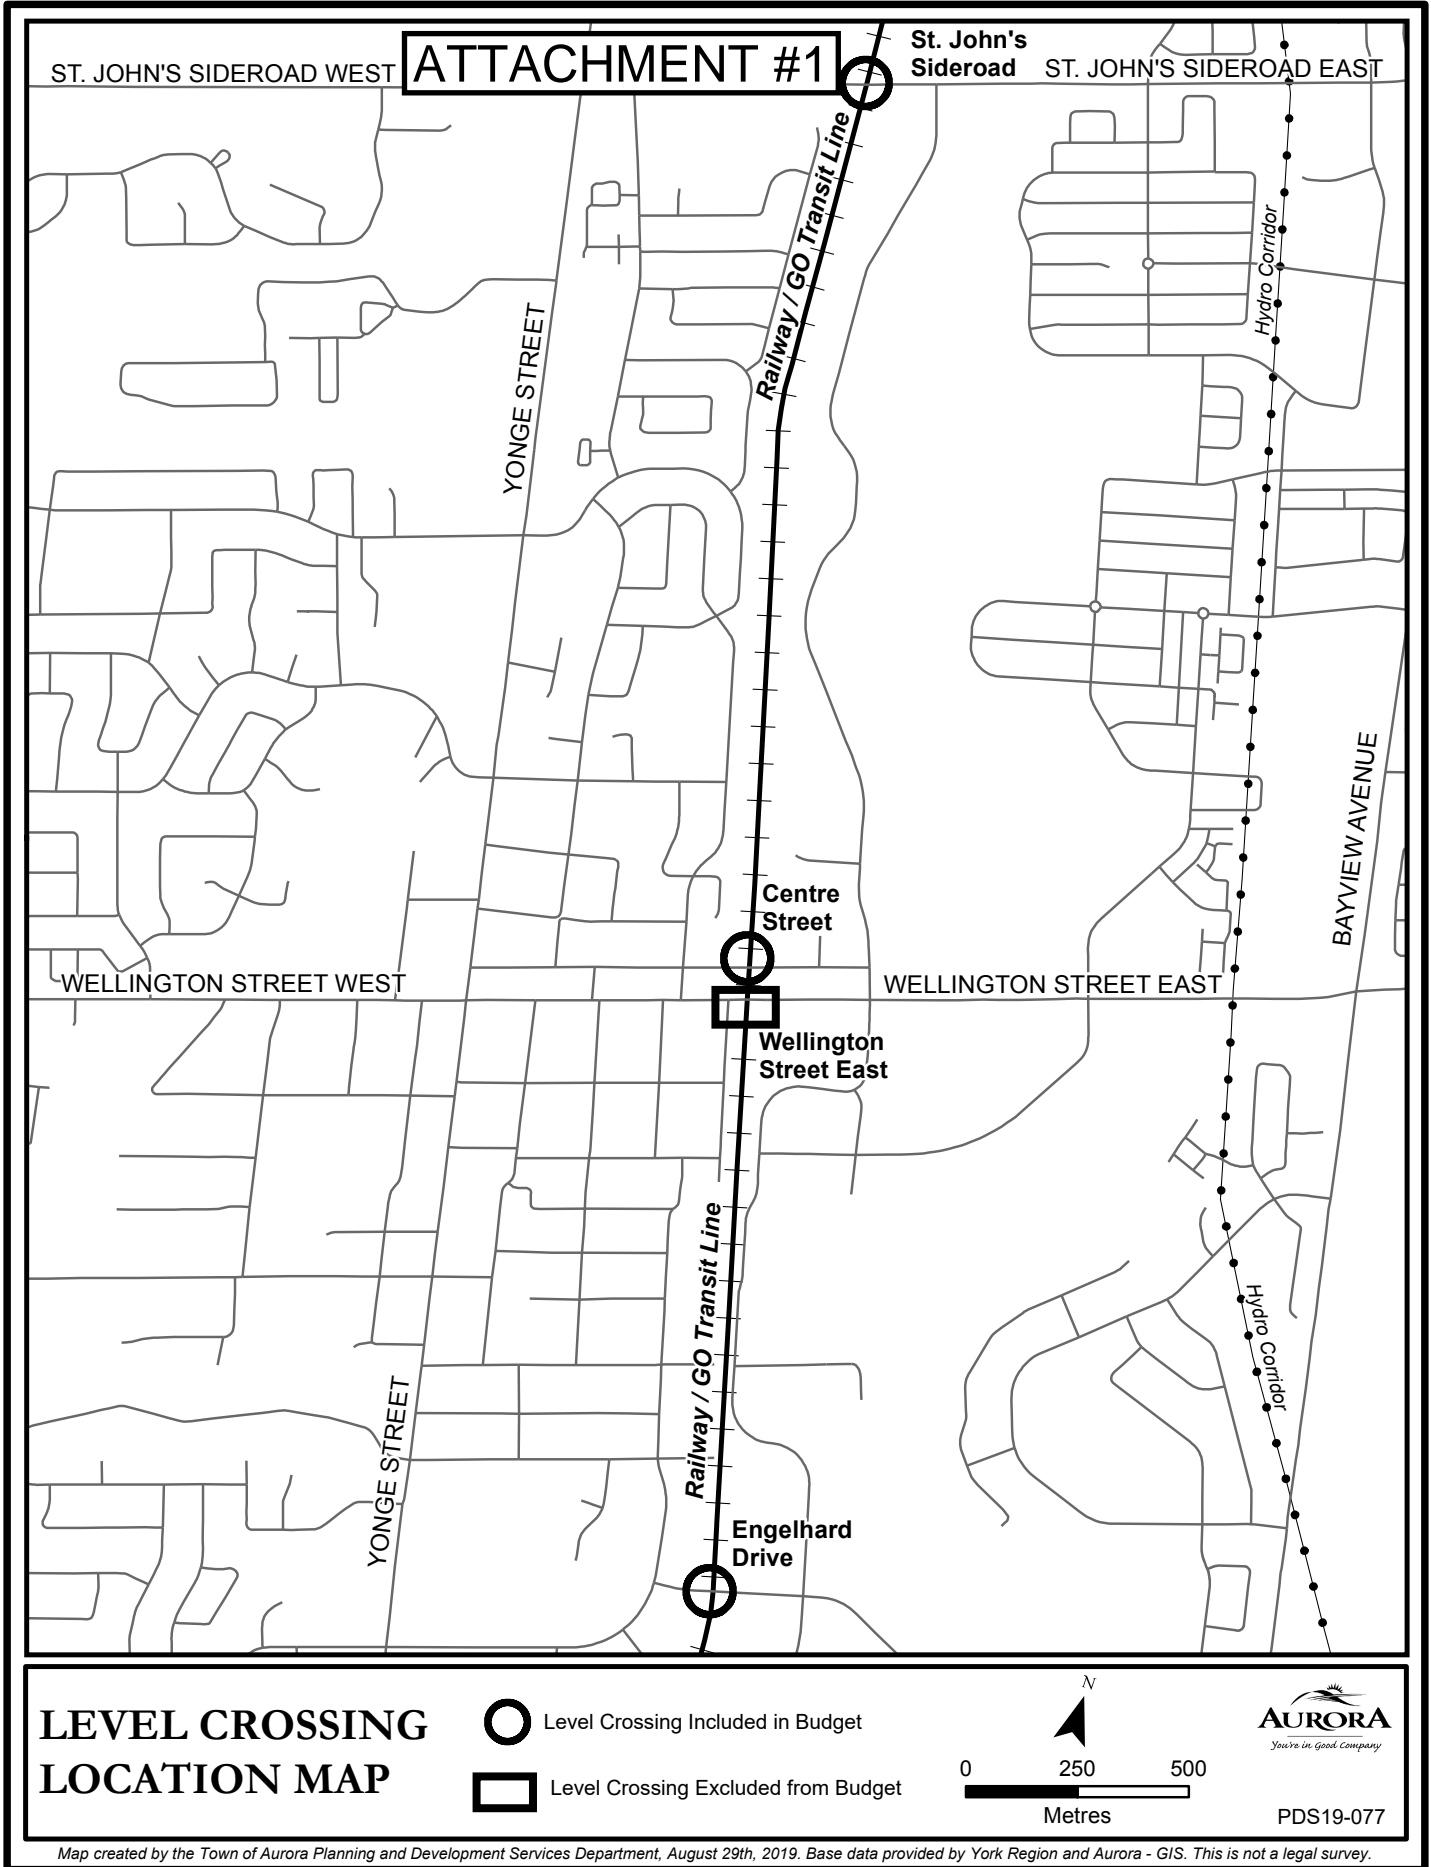 ATTACHMENT #1
St. John's
Sideroad
ST. JOHN'S SIDEROAD WEST
ST. JOHN'S SIDEROAD EAST
Railway / GO Transit Line
Hydro Corridor
YONGE STREET
BAYVIEW AVENUE
Centre
Street
WELLINGTON STREET WEST
WELLINGTON STREET EAST
Wellington
Street East
Railway / GO Transit Line
Hydro Corridor
YONGE STREET
Engelhard
Drive
LEVEL CROSSING
LOCATION MAP
Level Crossing Included in Budget
Level Crossing Excluded from Budget
N
0 250 500
Metres
AURORA
You're in Good Company
PDS19-077
Map created by the Town of Aurora Planning and Development Services Department, August 29th, 2019. Base data provided by York Region and Aurora - GIS. This is not a legal survey.